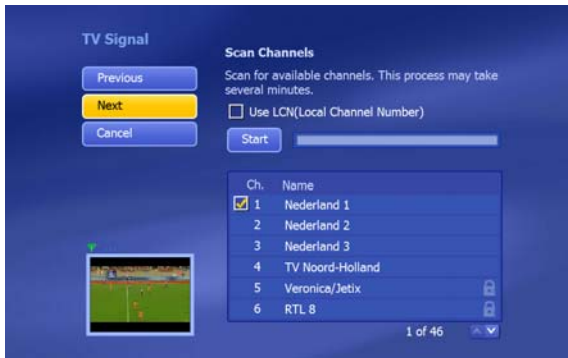 TV Signal
Previous
Next
Cancel
Scan Channels
Scan for available channels. This process may take
several minutes.
Use LCN(Local Channel Number)
Start
Ch. Name
1 Nederland 1
2 Nederland 2
3 Nederland 3
4 TV Noord-Holland
5 Veronica/Jetix
6 RTL 8
1 of 46